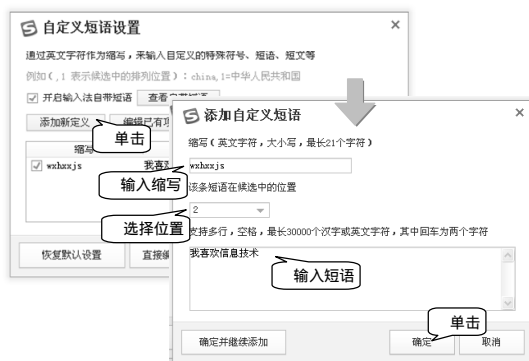 自定义短语设置
通过英文字符作为缩写，来输入自定义的特殊符号、短语、短文等
例如(,1 表示候选中的排列位置)：china,1=中华人民共和国
开启输入法自带短语
添加新定义
单击
缩写
wxhxxjs
我喜欢
恢复默认设置
直接编
添加自定义短语
缩写(英文字符，大小写，最长21个字符)
wxhxxjs
输入缩写
该条短语在候选中的位置
2
选择位置
支持多行，空格，最长30000个汉字或英文字符，其中回车为两个字符
我喜欢信息技术
输入短语
单击
确定并继续添加
确定
取消